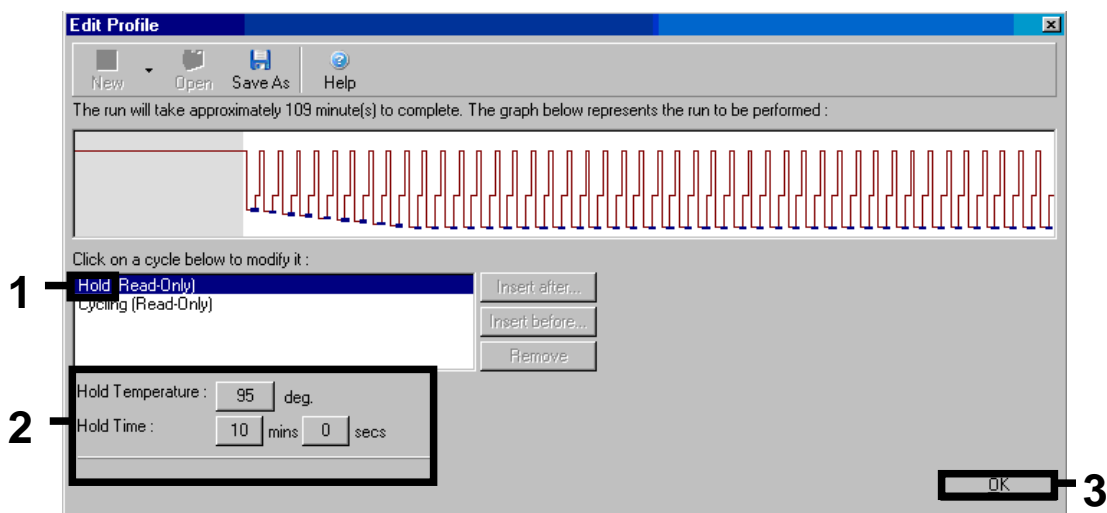 Edit Profile
New Open Save As Help
The run will take approximately 109 minute(s) to complete. The graph below represents the run to be performed :
Click on a cycle below to modify it :
1
Hold (Read-Only)
Insert after...
Cycling (Read-Only)
Insert before...
Remove
Hold Temperature : 95 deg.
2
Hold Time : 10 mins 0 secs
OK
3